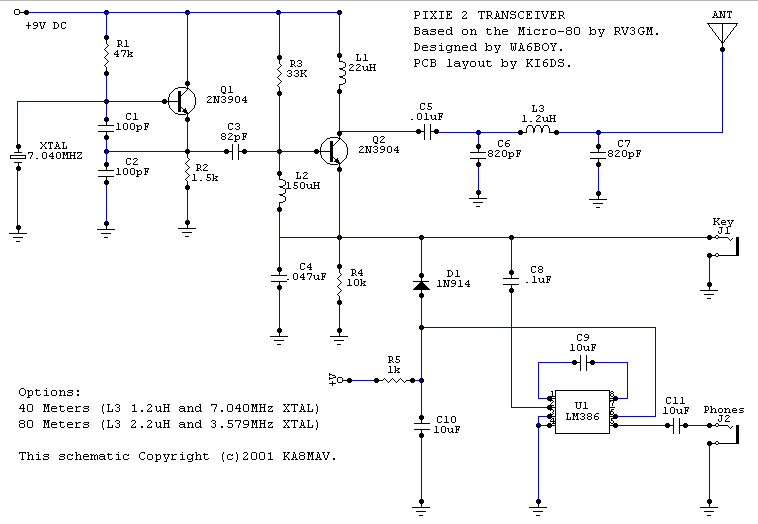 PIXIE 2 TRANSCEIVER
Based on the Micro-80 by RV3GM.
Designed by WA6BOY.
PCB layout by KI6DS.
ANT
+9V DC
R1
47k
Q1
2N3904
R3
33K
L1
22uH
C1
100pF
C3
82pF
Q2
2N3904
C5
.01uF
L3
1.2uH
XTAL
7.040MHZ
C2
100pF
R2
1.5k
L2
150uH
C6
820pF
C7
820pF
Key
J1
C4
.047uF
R4
10k
D1
1N914
C8
.1uF
C9
10uF
+V
R5
1k
U1
LM386
C10
10uF
C11
10uF
Phones
J2
Options:
40 Meters (L3 1.2uH and 7.040MHz XTAL)
80 Meters (L3 2.2uH and 3.579MHz XTAL)
This schematic Copyright (c)2001 KA8MAV.